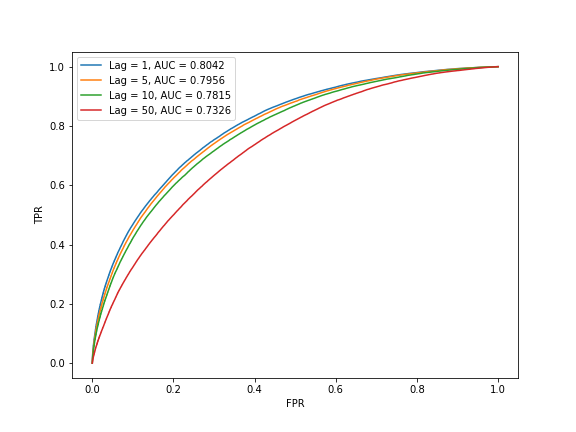 Lag = 1, AUC = 0.8042
Lag = 5, AUC = 0.7956
Lag = 10, AUC = 0.7815
Lag = 50, AUC = 0.7326
1.0
0.8
0.6
0.4
0.2
0.0
TPR
0.0 0.2 0.4 0.6 0.8 1.0
FPR